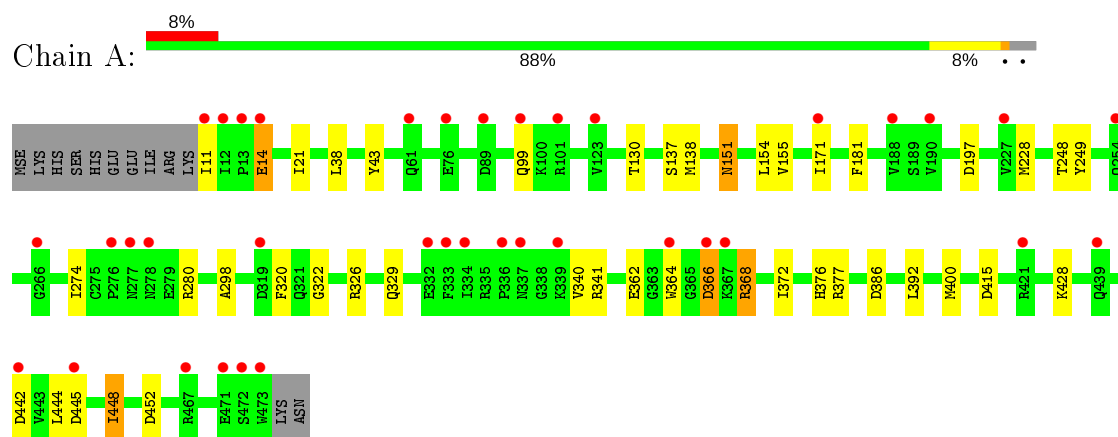 8%
Chain A:
88% 8% • •
MSE LYS HIS SER HIS GLU GLU ILE ARG LYS I11 I12 P13 E14 I21 L38 Y43 Q61 E76 D89 Q99 K100 R101 V123 T130 S137 M138 N151 L154 V155 I171 F181 V188 S189 V190 D197 V227 M228 T248 Y249
G266 I274 C275 P276 N277 N278 E279 R280 A298 D319 F320 Q321 G322 R326 Q329 E332 F333 I334 R335 P336 N337 G338 K339 V340 R341 E362 G363 W364 G365 D366 K367 R368 I372 H376 R377 D386 L392 M400 D415 R421 K428 Q439
D442 V443 L444 D445 I448 D452 R467 E471 S472 W473 LYS ASN